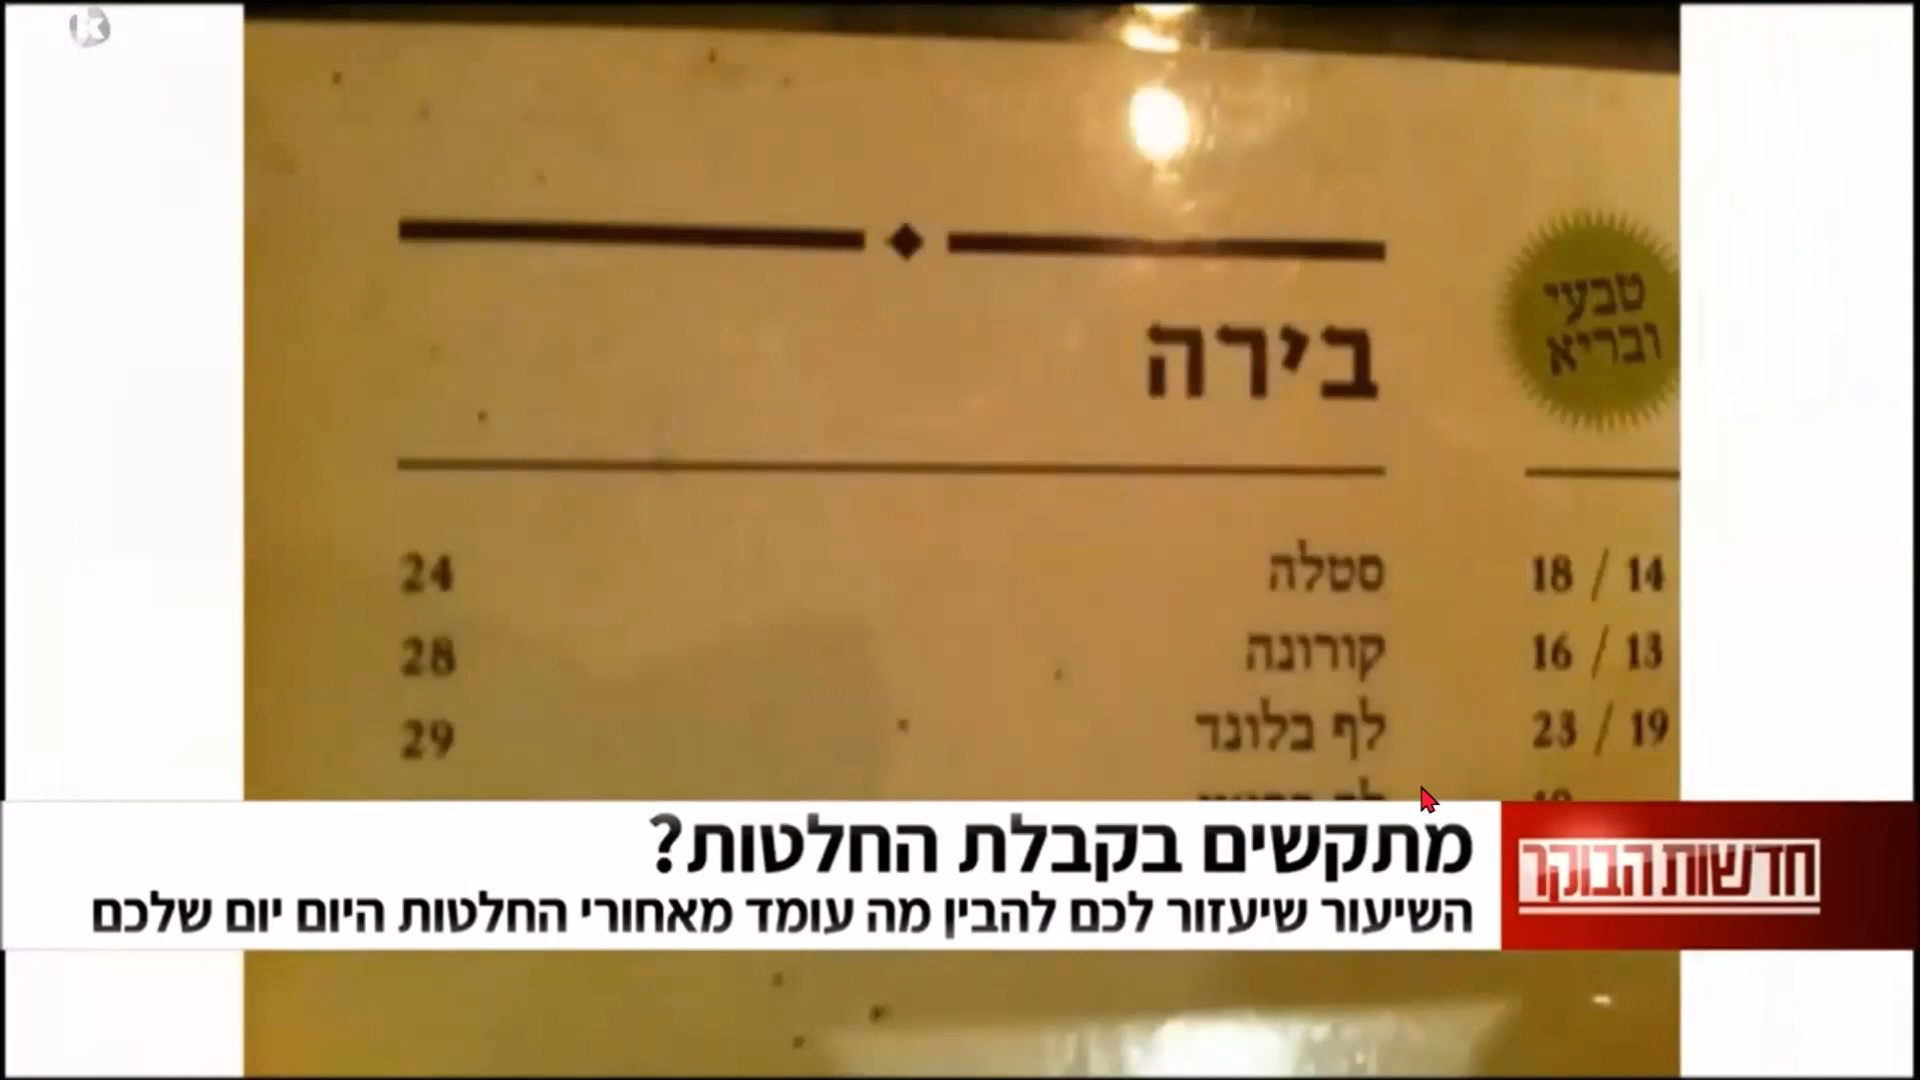 טבעי
ובריא
בירה
18 / 14
סטלה 24
16 / 13
קורונה 28
23 / 19
לף בלונד 29
מתקשים בקבלת החלטות?
השיעור שיעזור לכם להבין מה עומד מאחורי החלטות היום יום שלכם
חדשות הבוקר